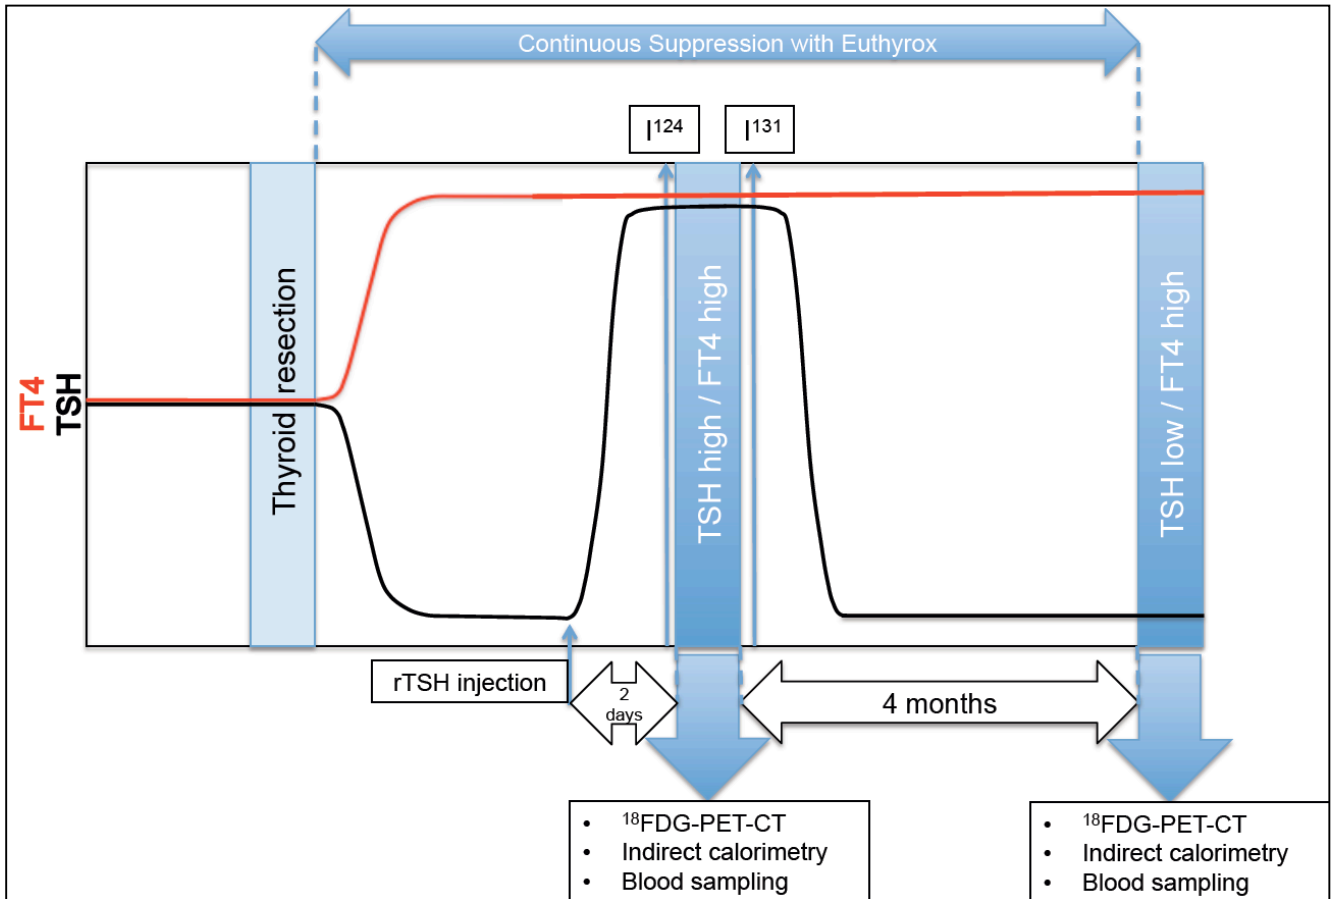 Continuous Suppression with Euthyrox
I¹²⁴
I¹³¹
FT4
TSH
Thyroid resection
TSH high / FT4 high
TSH low / FT4 high
rTSH injection
2
days
4 months
• ¹⁸FDG-PET-CT
• Indirect calorimetry
• Blood sampling
• ¹⁸FDG-PET-CT
• Indirect calorimetry
• Blood sampling